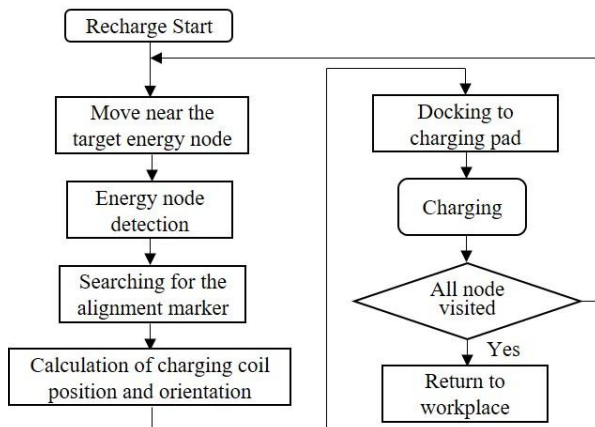 Recharge Start
Move near the
target energy node
Energy node
detection
Searching for the
alignment marker
Calculation of charging coil
position and orientation
Docking to
charging pad
Charging
All node
visited
Yes
Return to
workplace